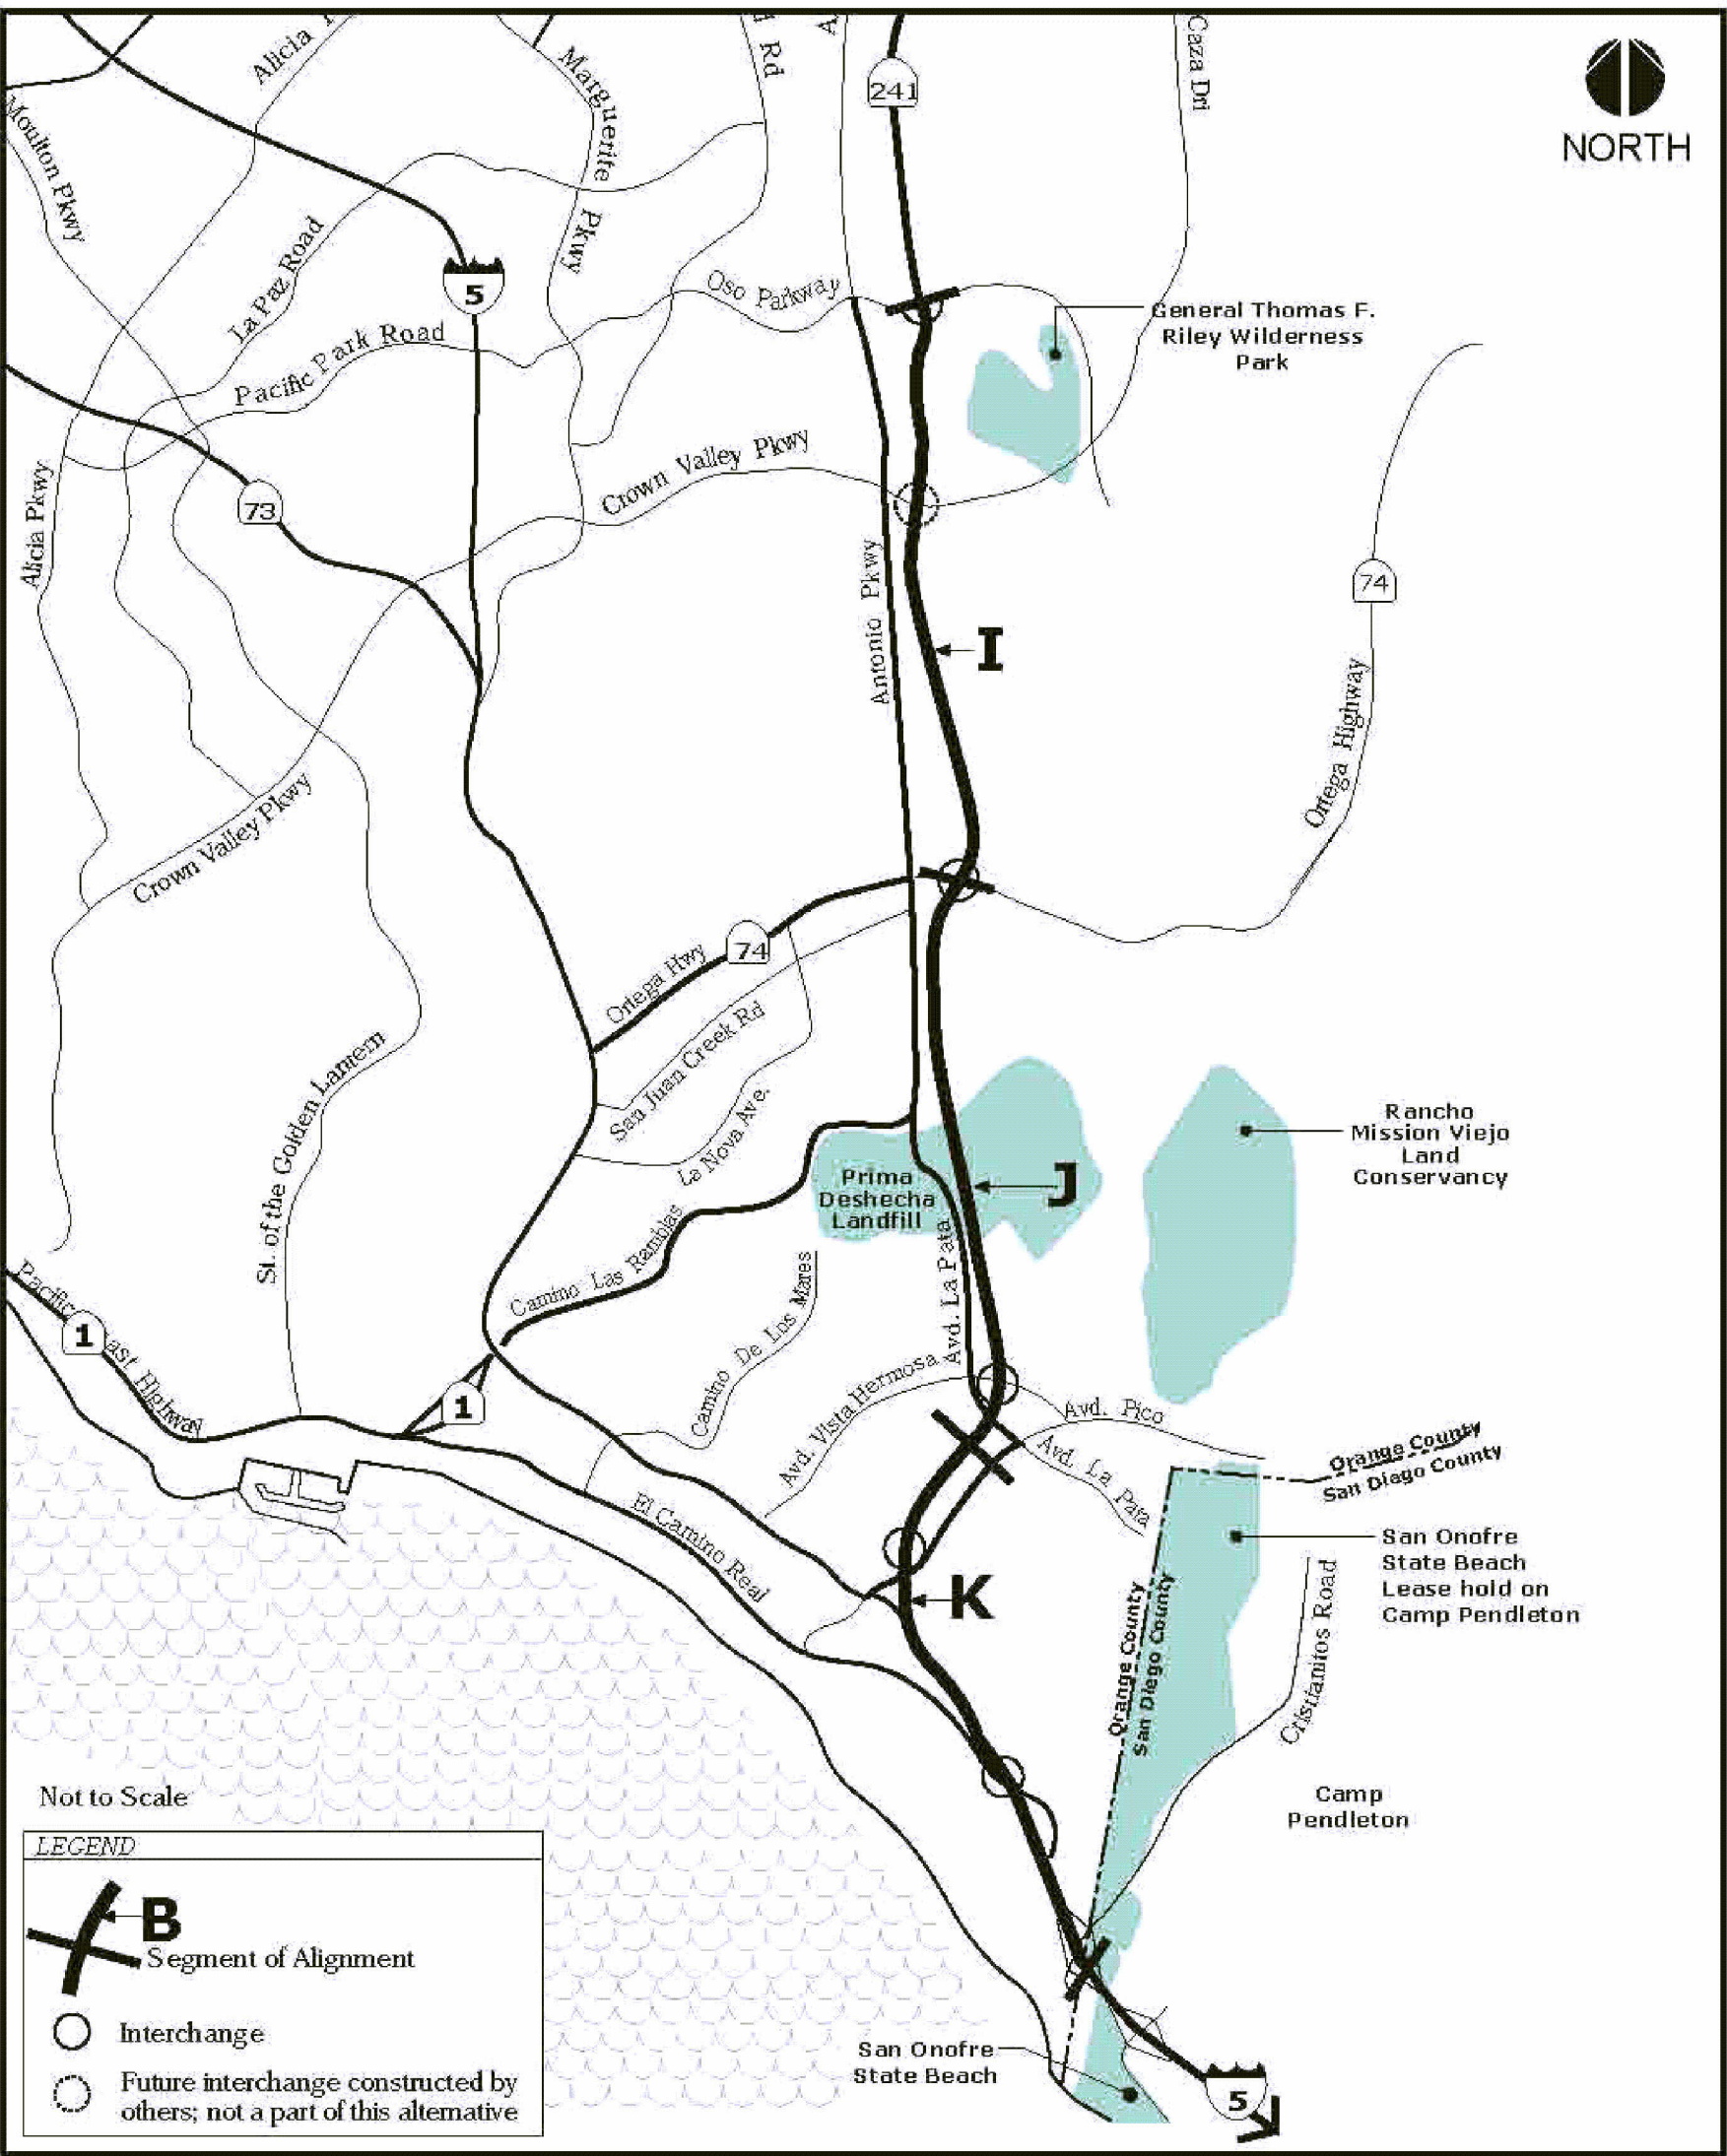 Alicia
Marguerite
Pkwy
Rd
241
Caza Dri
NORTH
Moulton Pkwy
La Paz Road
5
Oso Parkway
General Thomas F.
Riley Wilderness
Park
Pacific Park Road
Crown Valley Pkwy
Alicia Pkwy
73
74
Antonio Pkwy
I
Ortega Highway
Crown Valley Pkwy
Ortega Hwy
74
San Juan Creek Rd
La Nova Ave.
St. of the Golden Lantern
Rancho
Mission Viejo
Land
Conservancy
Prima
Deshecha
Landfill
J
Camino Las Ramblas
Avd. La Pata
Camino De Los Mares
Pacific
1
ast Highway
1
Avd. Vista Hermosa
Avd. Pico
Avd. La Pata
Orange County
San Diego County
El Camino Real
San Onofre
State Beach
Lease hold on
Camp Pendleton
K
Orange County
San Diego County
Cristianitos Road
Camp
Pendleton
Not to Scale
LEGEND
B
Segment of Alignment
Interchange
Future interchange constructed by
others; not a part of this alternative
San Onofre
State Beach
5